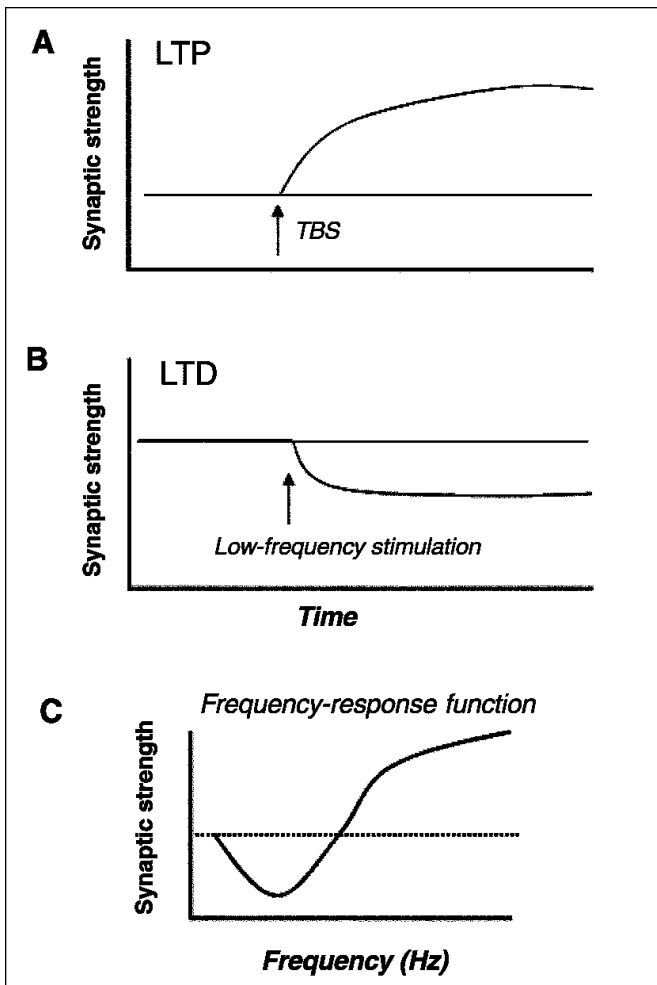 A
LTP
Synaptic strength
TBS
B
LTD
Synaptic strength
Low-frequency stimulation
Time
C
Frequency-response function
Synaptic strength
Frequency (Hz)